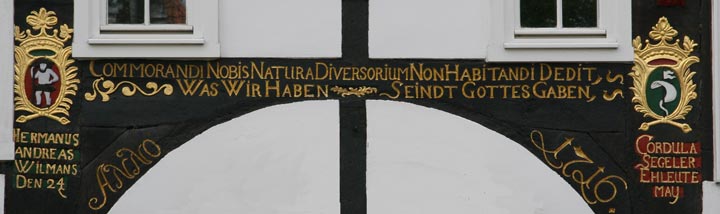 COMMORANDI NOBIS NATURA DIVERSORIUM NON HABITANDI DEDIT,
WAS WIR HABEN SEINDT GOTTES GABEN,
HERMANUS
ANDREAS
WILMANS
DEN 24
ANNO 1716
CORDULA
SEGELER
EHLEUTE
MAY